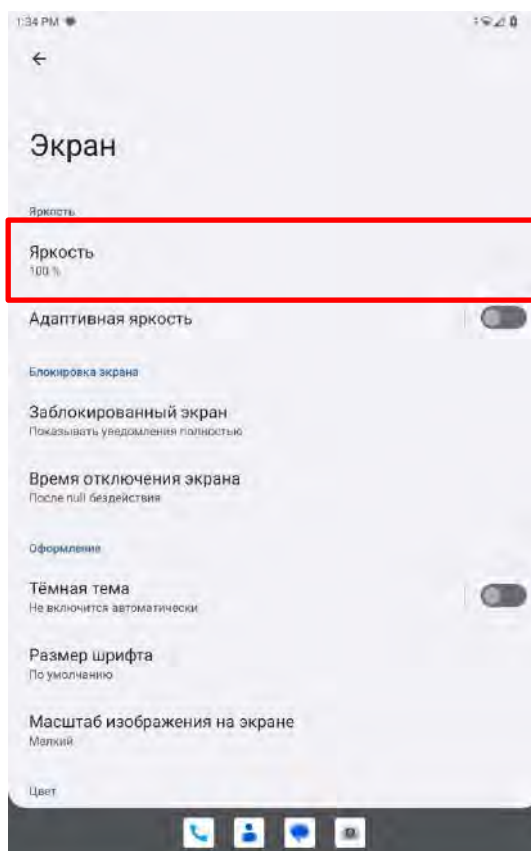 1:34 PM
Экран
Яркость
Яркость
100 %
Адаптивная яркость
Блокировка экрана
Заблокированный экран
Показывать уведомления полностью
Время отключения экрана
После null бездействия
Оформление
Тёмная тема
Не включится автоматически
Размер шрифта
По умолчанию
Масштаб изображения на экране
Мелкий
Цвет